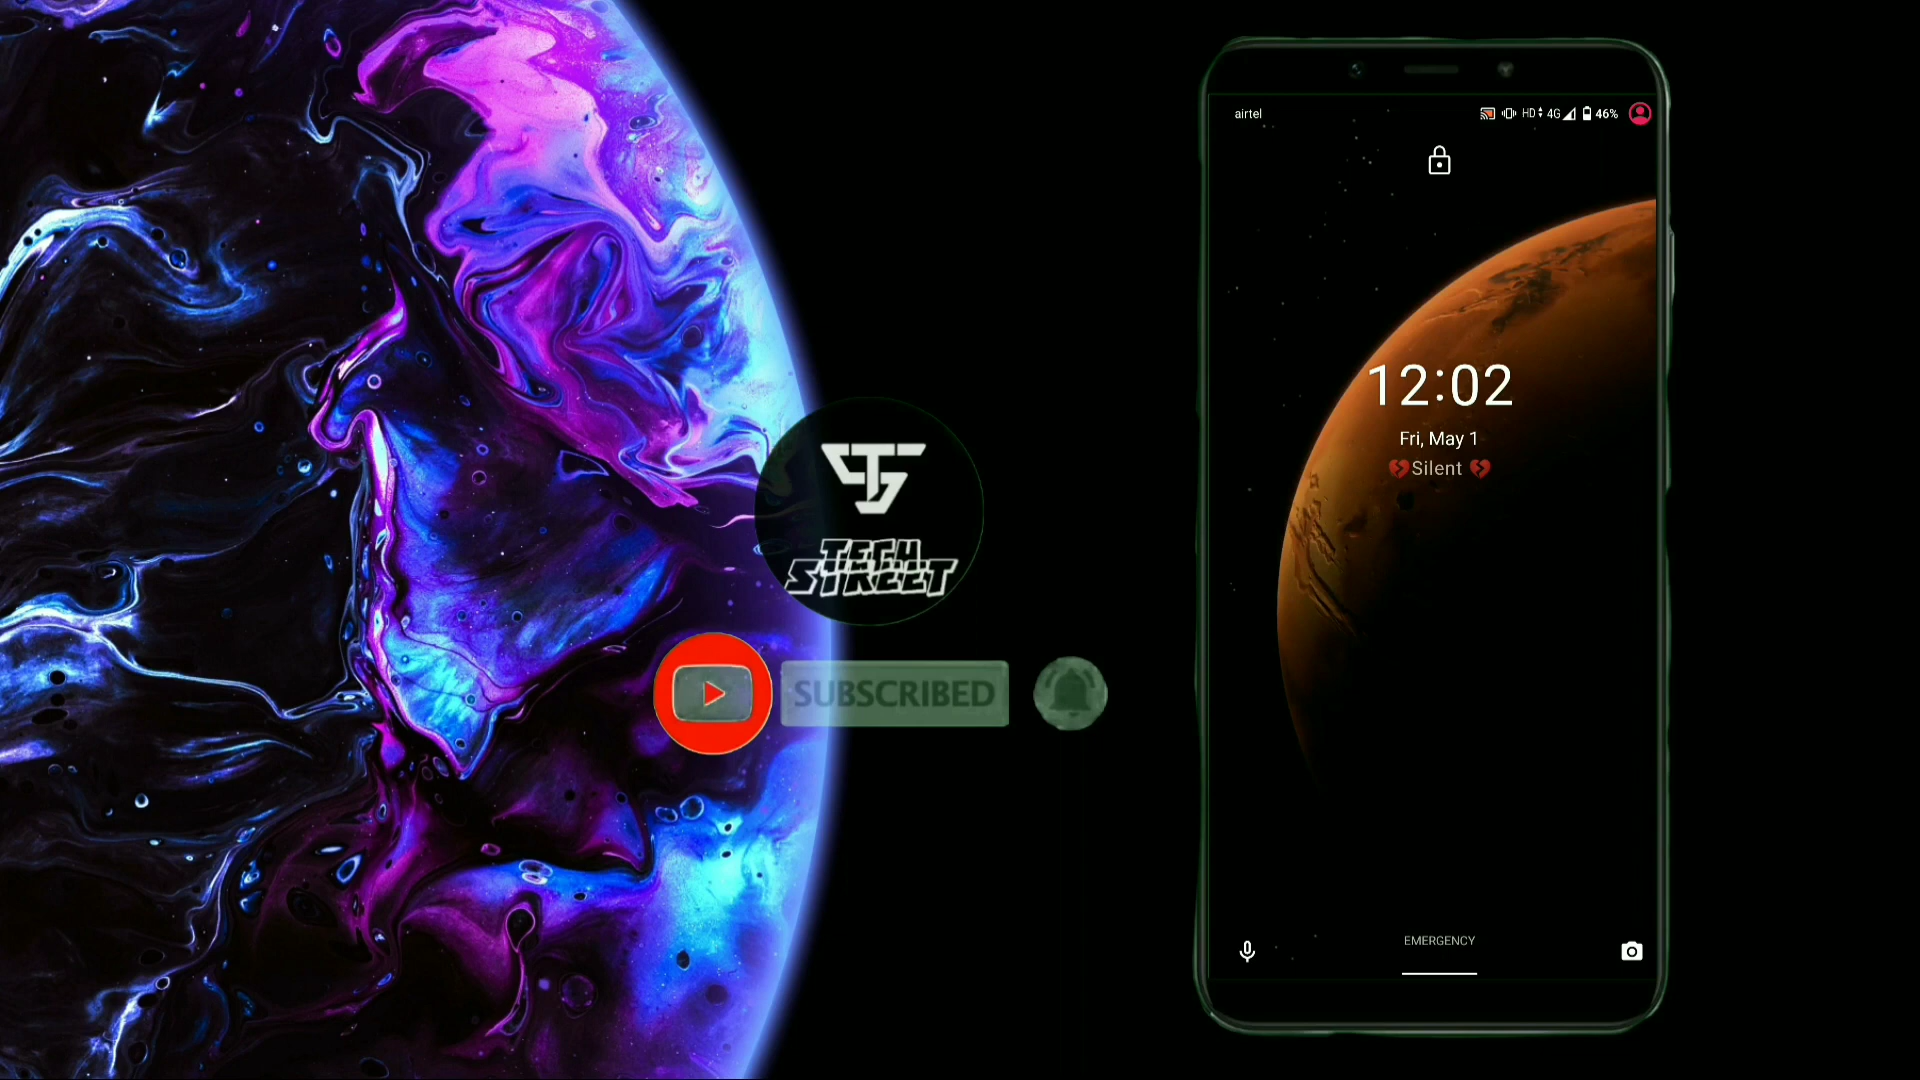 TECH
STREET
SUBSCRIBED
airtel
HD 4G 46%
12:02
Fri, May 1
💔Silent 💔
EMERGENCY